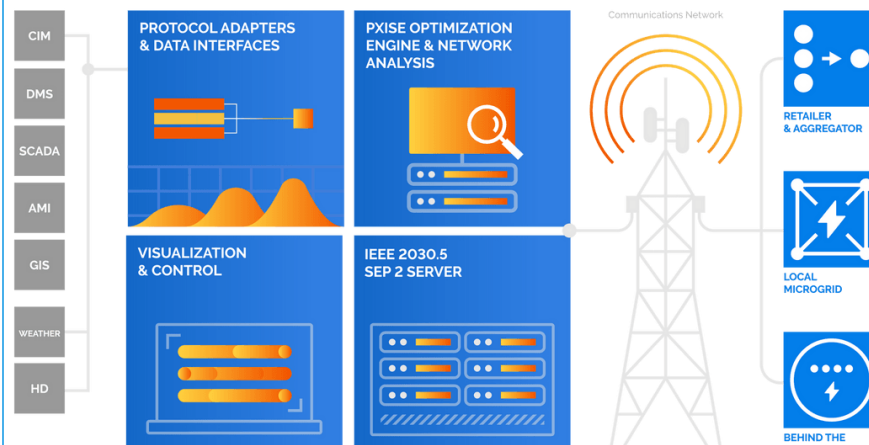 CIM
DMS
SCADA
AMI
GIS
WEATHER
HD
PROTOCOL ADAPTERS
& DATA INTERFACES
PXISE OPTIMIZATION
ENGINE & NETWORK
ANALYSIS
VISUALIZATION
& CONTROL
IEEE 2030.5
SEP 2 SERVER
Communications Network
RETAILER
& AGGREGATOR
LOCAL
MICROGRID
BEHIND THE